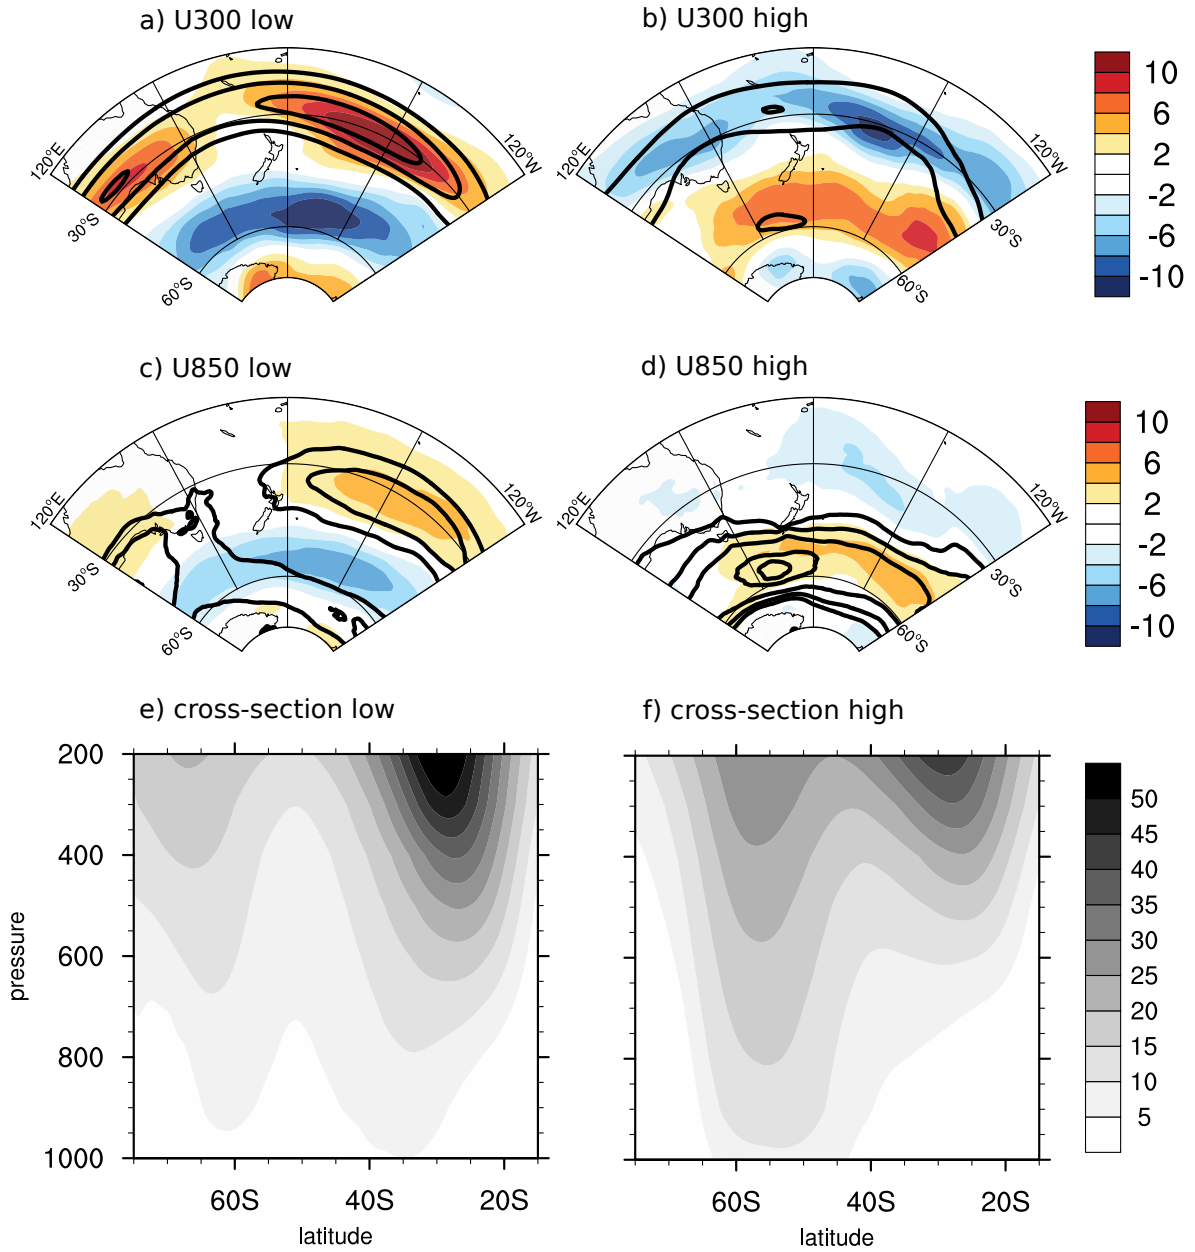 a) U300 low
b) U300 high
120°E
30°S
60°S
120°W
120°E
60°S
30°S
120°W
10
6
2
-2
-6
-10
c) U850 low
d) U850 high
120°E
30°S
60°S
120°W
120°E
60°S
30°S
120°W
10
6
2
-2
-6
-10
e) cross-section low
f) cross-section high
pressure
200
400
600
800
1000
60S 40S 20S
latitude
60S 40S 20S
latitude
50
45
40
35
30
25
20
15
10
5